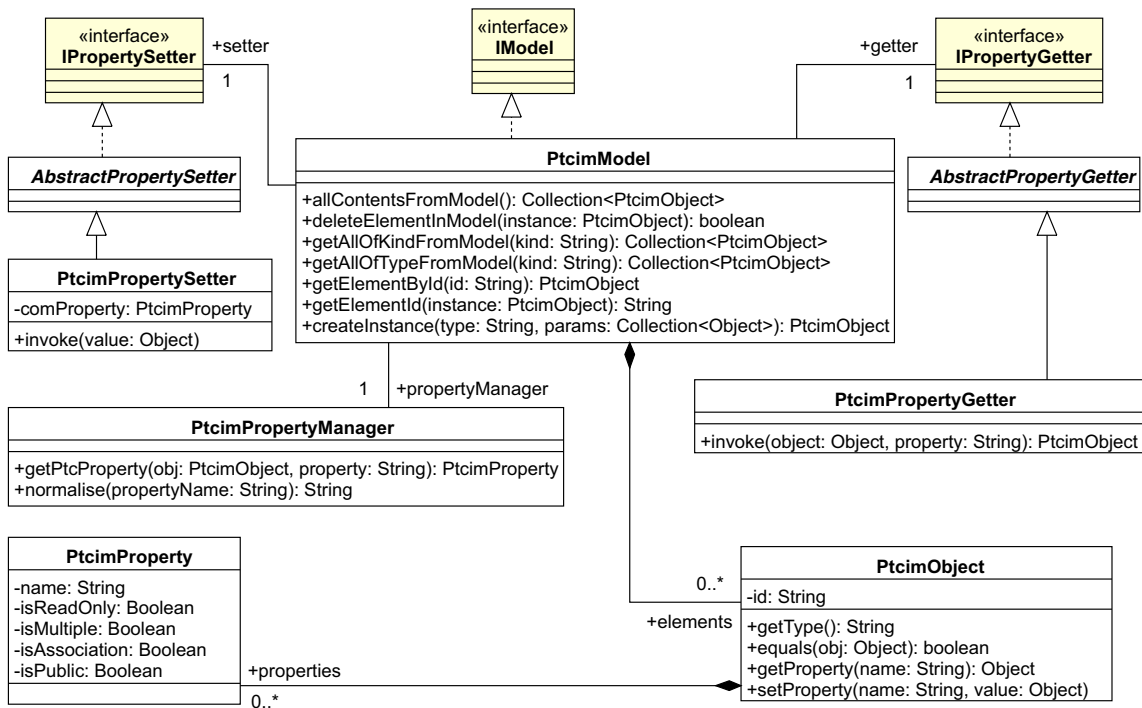 «interface»
IPropertySetter
+setter
1
«interface»
IModel
+getter
1
«interface»
IPropertyGetter
AbstractPropertySetter
PtcimModel
+allContentsFromModel(): Collection<PtcimObject>
+deleteElementInModel(instance: PtcimObject): boolean
+getAllOfKindFromModel(kind: String): Collection<PtcimObject>
+getAllOfTypeFromModel(kind: String): Collection<PtcimObject>
+getElementById(id: String): PtcimObject
+getElementId(instance: PtcimObject): String
+createInstance(type: String, params: Collection<Object>): PtcimObject
AbstractPropertyGetter
PtcimPropertySetter
-comProperty: PtcimProperty
+invoke(value: Object)
1
+propertyManager
PtcimPropertyGetter
+invoke(object: Object, property: String): PtcimObject
PtcimPropertyManager
+getPtcProperty(obj: PtcimObject, property: String): PtcimProperty
+normalise(propertyName: String): String
PtcimProperty
-name: String
-isReadOnly: Boolean
-isMultiple: Boolean
-isAssociation: Boolean
-isPublic: Boolean
+properties
0..*
0..*
+elements
PtcimObject
-id: String
+getType(): String
+equals(obj: Object): boolean
+getProperty(name: String): Object
+setProperty(name: String, value: Object)